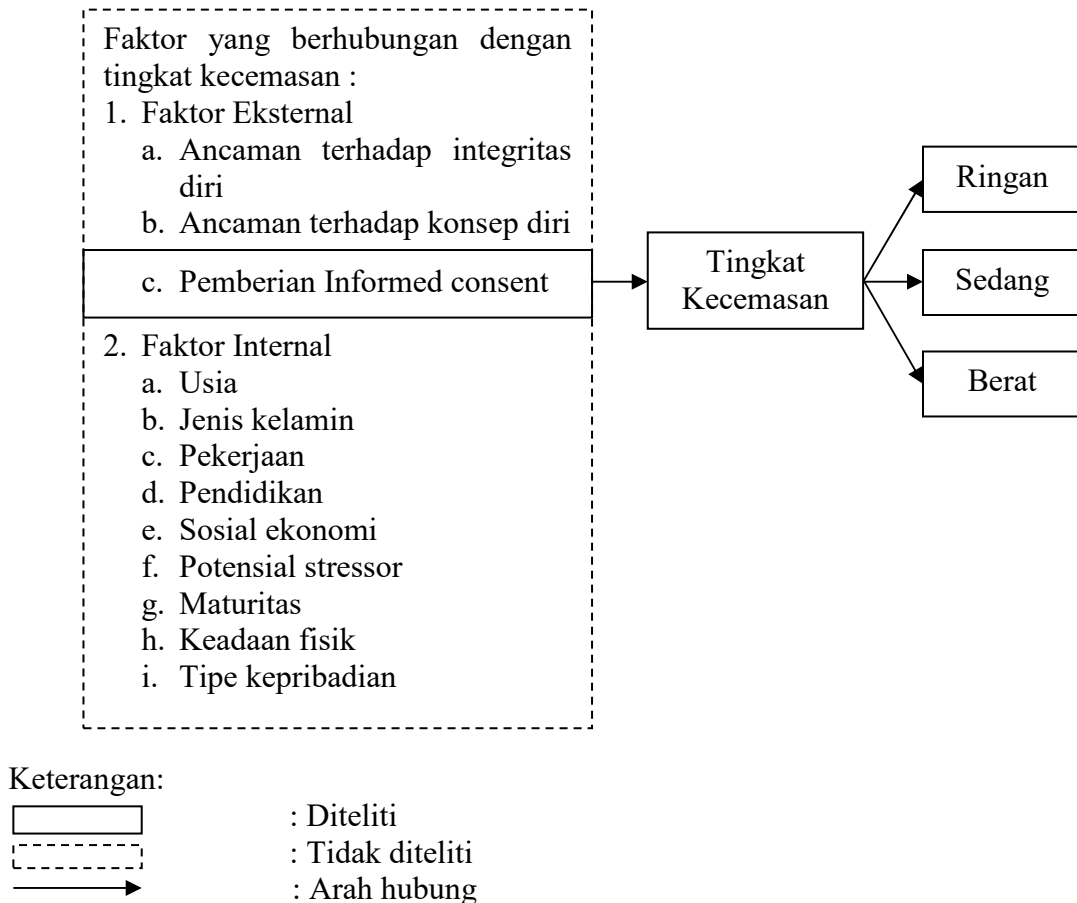 Faktor yang berhubungan dengan
tingkat kecemasan :
1. Faktor Eksternal
a. Ancaman terhadap integritas
diri
b. Ancaman terhadap konsep diri
c. Pemberian Informed consent
2. Faktor Internal
a. Usia
b. Jenis kelamin
c. Pekerjaan
d. Pendidikan
e. Sosial ekonomi
f. Potensial stressor
g. Maturitas
h. Keadaan fisik
i. Tipe kepribadian
Tingkat
Kecemasan
Ringan
Sedang
Berat
Keterangan:
: Diteliti
: Tidak diteliti
: Arah hubung